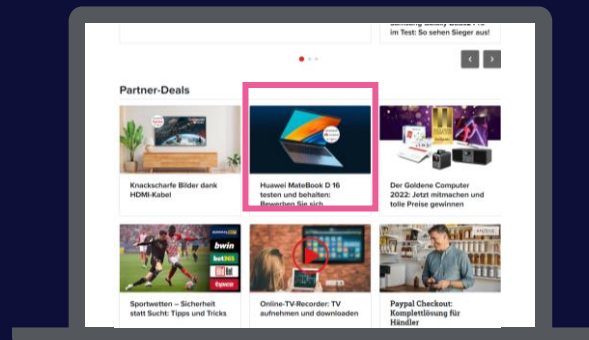 im Test: So sehen Sieger aus!
Partner-Deals
Knackscharfe Bilder dank
HDMI-Kabel
Huawei MateBook D 16
testen und behalten:
Bewerben Sie sich
Der Goldene Computer
2022: Jetzt mitmachen und
tolle Preise gewinnen
bwin
bet365
Bild Bet
tipico
Sportwetten – Sicherheit
statt Sucht: Tipps und Tricks
Online-TV-Recorder: TV
aufnehmen und downloaden
Paypal Checkout:
Komplettlösung für
Händler